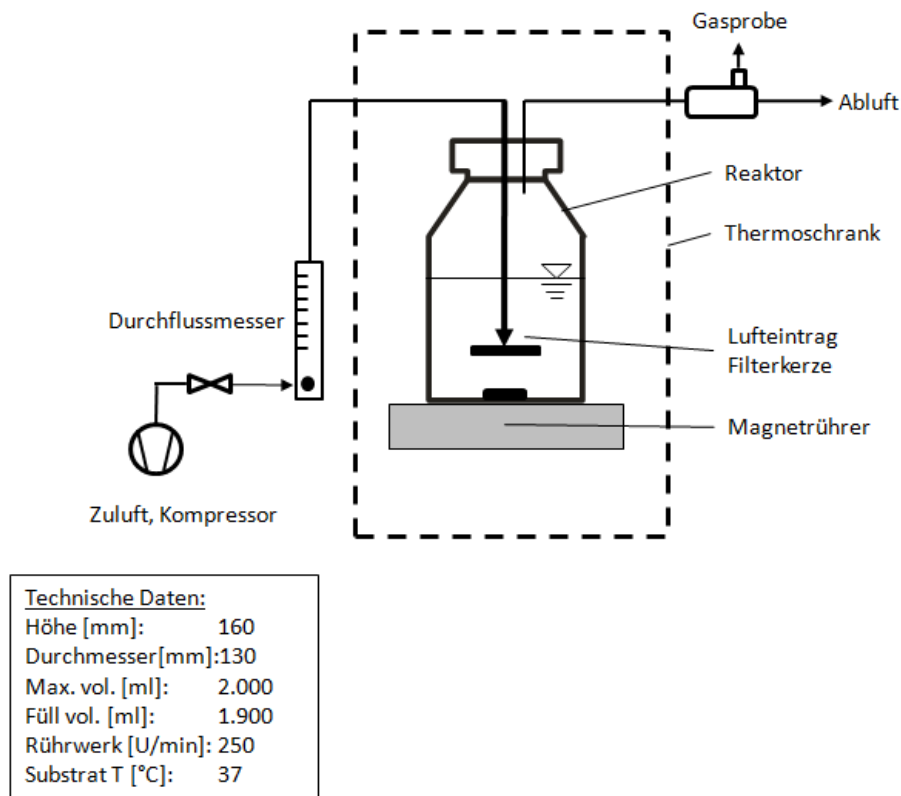 Gasprobe
Abluft
Reaktor
Thermoschrank
Durchflussmesser
Lufteintrag
Filterkerze
Magnetrührer
Zuluft, Kompressor
Technische Daten:
Höhe [mm]: 160
Durchmesser[mm]:130
Max. vol. [ml]: 2.000
Füll vol. [ml]: 1.900
Rührwerk [U/min]: 250
Substrat T [°C]: 37